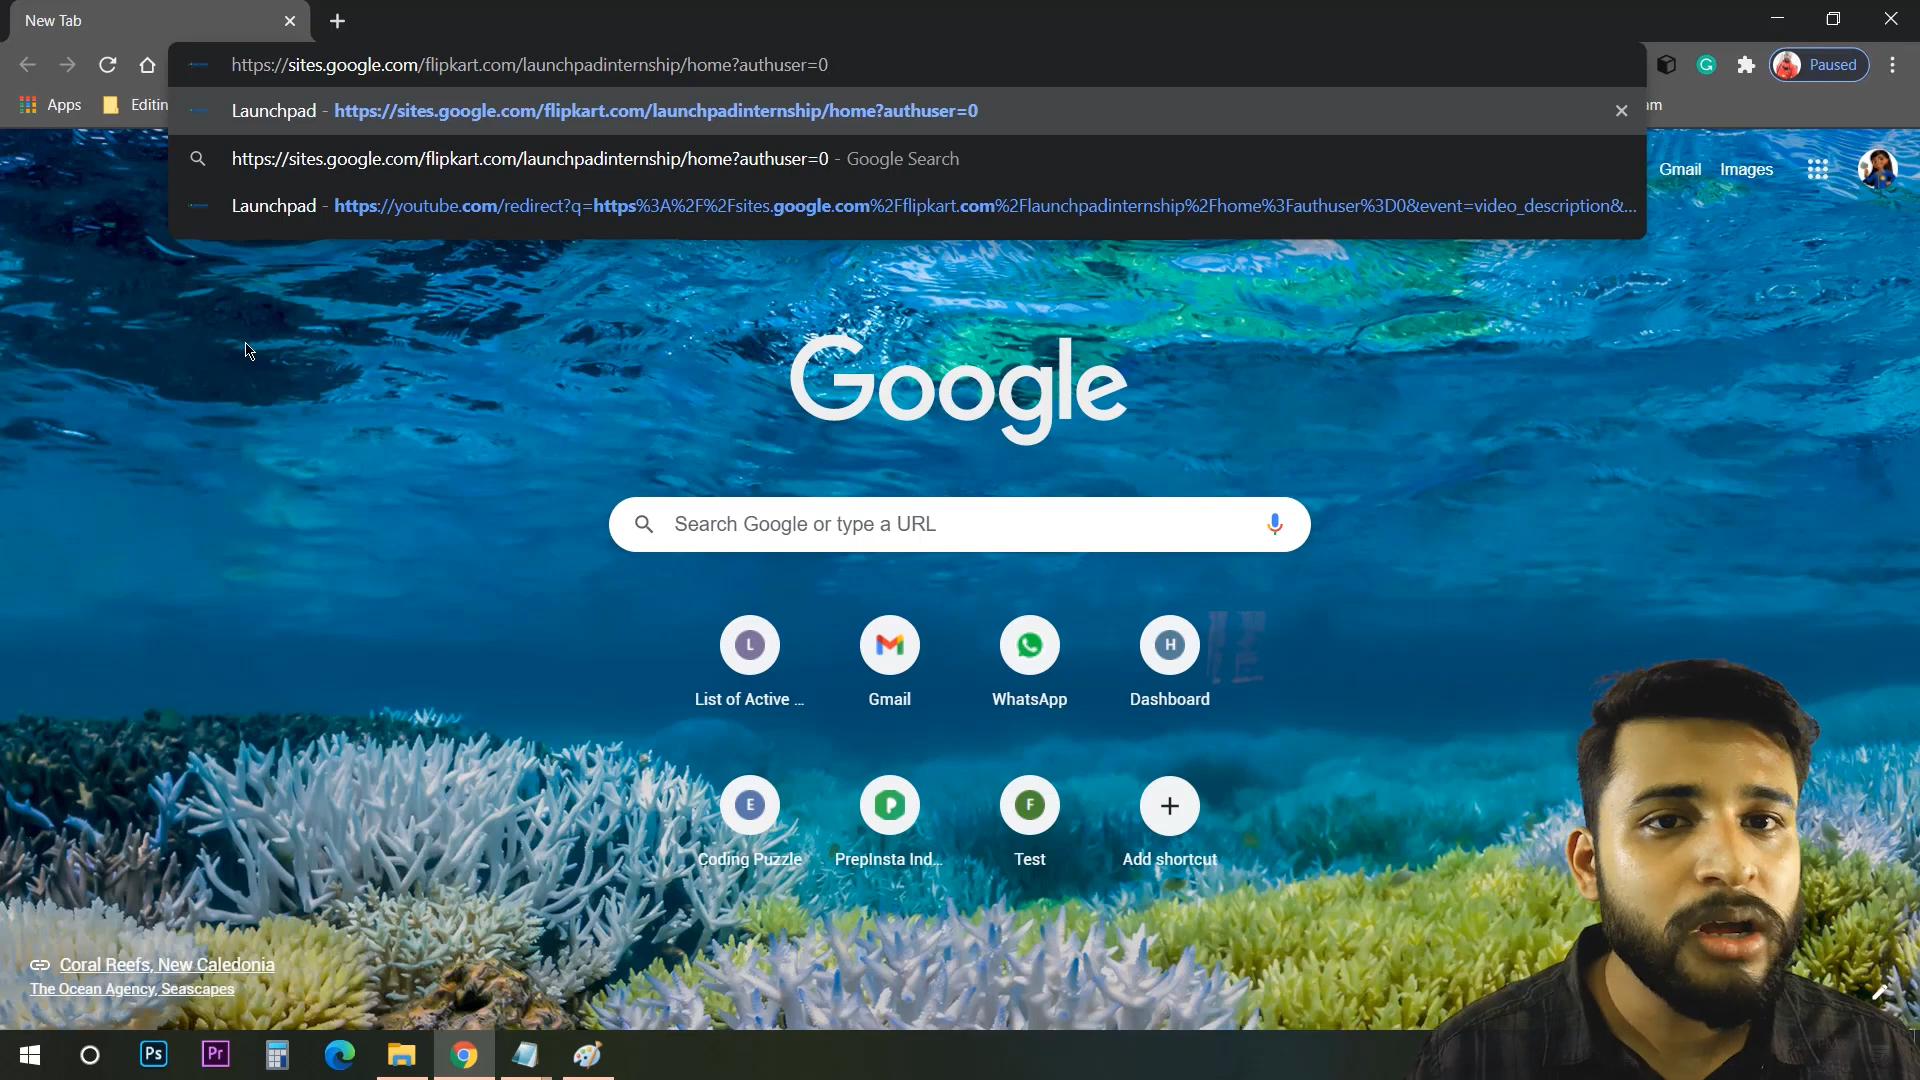 New Tab
https://sites.google.com/flipkart.com/launchpadinternship/home?authuser=0
Paused
Apps
Editin
Launchpad - https://sites.google.com/flipkart.com/launchpadinternship/home?authuser=0
am
https://sites.google.com/flipkart.com/launchpadinternship/home?authuser=0 - Google Search
Gmail
Images
Launchpad - https://youtube.com/redirect?q=https%3A%2F%2Fsites.google.com%2Fflipkart.com%2Flaunchpadinternship%2Fhome%3Fauthuser%3D0&event=video_description&...
Google
Search Google or type a URL
L
H
List of Active ...
Gmail
WhatsApp
Dashboard
E
P
F
Coding Puzzle
PrepInsta Ind...
Test
Add shortcut
Coral Reefs, New Caledonia
The Ocean Agency, Seascapes
Ps
Pr